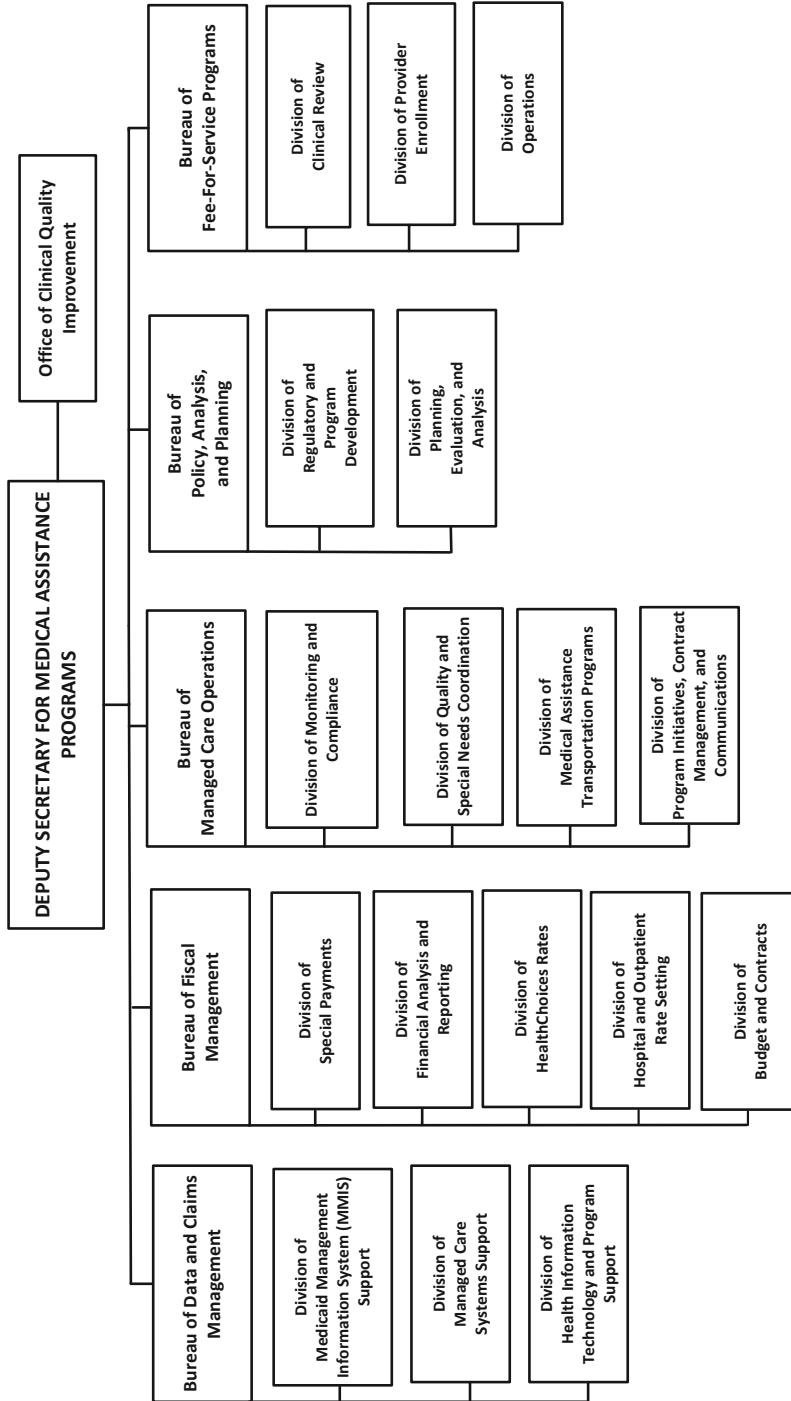 DEPUTY SECRETARY FOR MEDICAL ASSISTANCE
PROGRAMS
Office of Clinical Quality
Improvement
Bureau of Data and Claims
Management
Division of
Medicaid Management
Information System (MMIS)
Support
Division of
Managed Care
Systems Support
Division of
Health Information
Technology and Program
Support
Bureau of Fiscal
Management
Division of
Special Payments
Division of
Financial Analysis and
Reporting
Division of
HealthChoices Rates
Division of
Hospital and Outpatient
Rate Setting
Division of
Budget and Contracts
Bureau of
Managed Care Operations
Division of Monitoring and
Compliance
Division of Quality and
Special Needs Coordination
Division of
Medical Assistance
Transportation Programs
Division of
Program Initiatives, Contract
Management, and
Communications
Bureau of
Policy, Analysis,
and Planning
Division of
Regulatory and
Program
Development
Division of
Planning,
Evaluation, and
Analysis
Bureau of
Fee-For-Service Programs
Division of
Clinical Review
Division of Provider
Enrollment
Division of
Operations